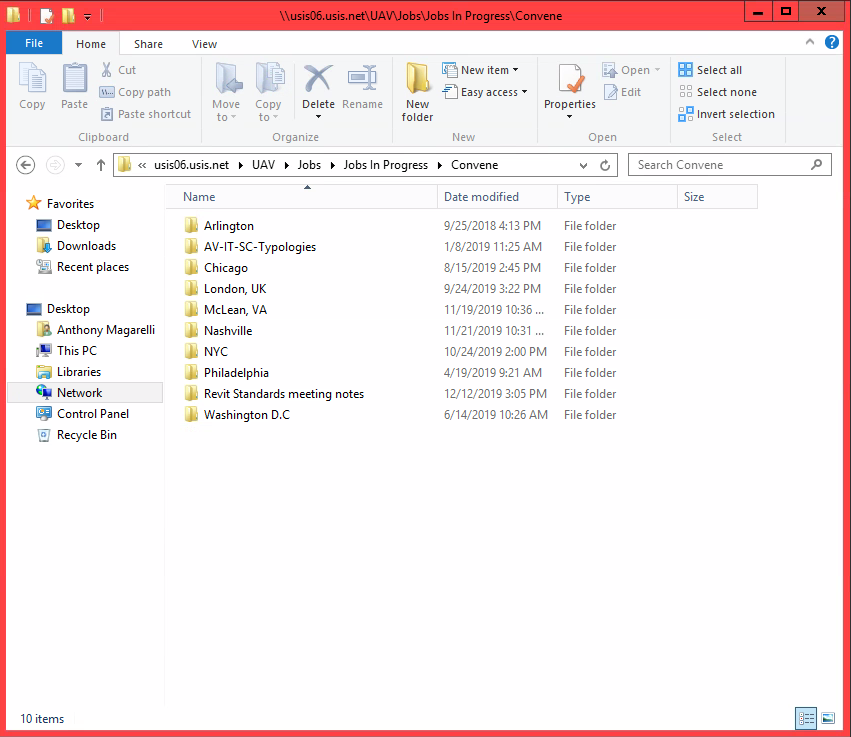 \\usis06.usis.net\UAV\Jobs\Jobs In Progress\Convene
File Home Share View
Copy
Paste
Cut
Copy path
Paste shortcut
Clipboard
Move to
Copy to
Delete
Rename
Organize
New folder
New item
Easy access
New
Properties
Open
Edit
Open
Select all
Select none
Invert selection
Select
« usis06.usis.net UAV Jobs Jobs In Progress Convene
Search Convene
Favorites
Desktop
Downloads
Recent places
Desktop
Anthony Magarelli
This PC
Libraries
Network
Control Panel
Recycle Bin
Name Date modified Type Size
Arlington 9/25/2018 4:13 PM File folder
AV-IT-SC-Typologies 1/8/2019 11:25 AM File folder
Chicago 8/15/2019 2:45 PM File folder
London, UK 9/24/2019 3:22 PM File folder
McLean, VA 11/19/2019 10:36 ... File folder
Nashville 11/21/2019 10:31 ... File folder
NYC 10/24/2019 2:00 PM File folder
Philadelphia 4/19/2019 9:21 AM File folder
Revit Standards meeting notes 12/12/2019 3:05 PM File folder
Washington D.C 6/14/2019 10:26 AM File folder
10 items